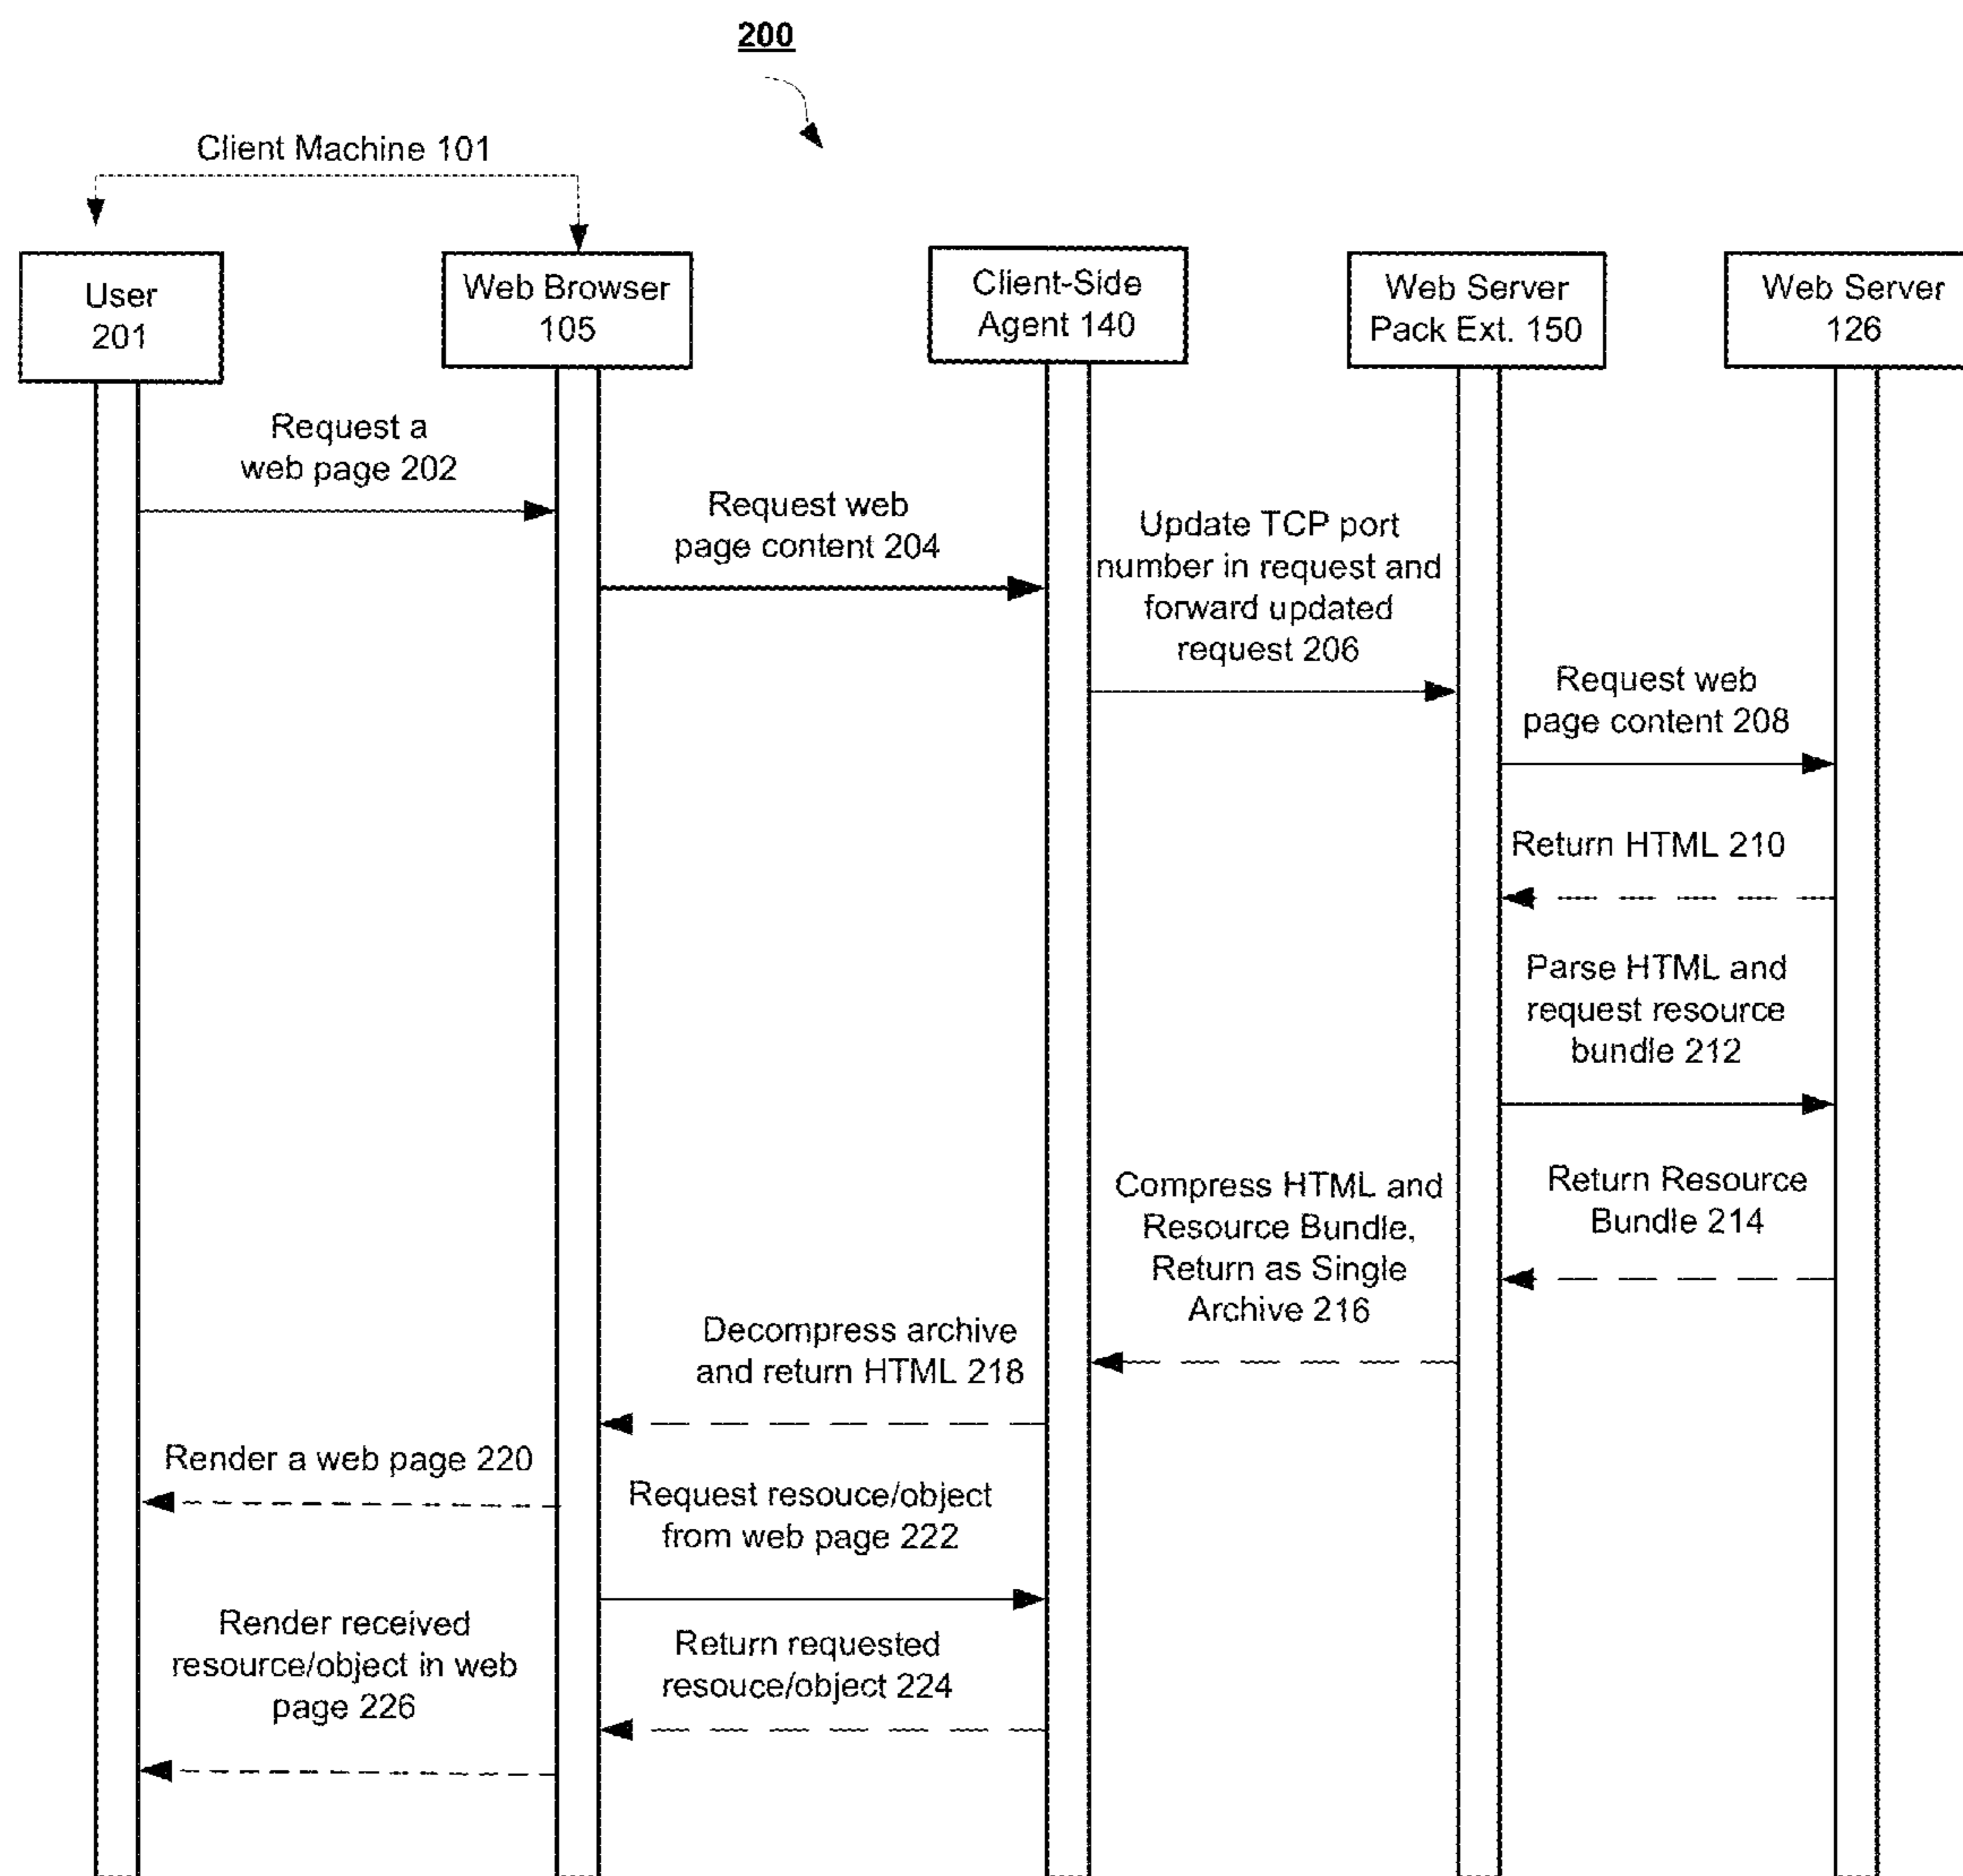 200
Client Machine 101
User
201
Web Browser
105
Client-Side
Agent 140
Web Server
Pack Ext. 150
Web Server
126
Request a
web page 202
Request web
page content 204
Update TCP port
number in request and
forward updated
request 206
Request web
page content 208
Return HTML 210
Parse HTML and
request resource
bundle 212
Return Resource
Bundle 214
Compress HTML and
Resource Bundle,
Return as Single
Archive 216
Decompress archive
and return HTML 218
Render a web page 220
Request resouce/object
from web page 222
Return requested
resouce/object 224
Render received
resource/object in web
page 226